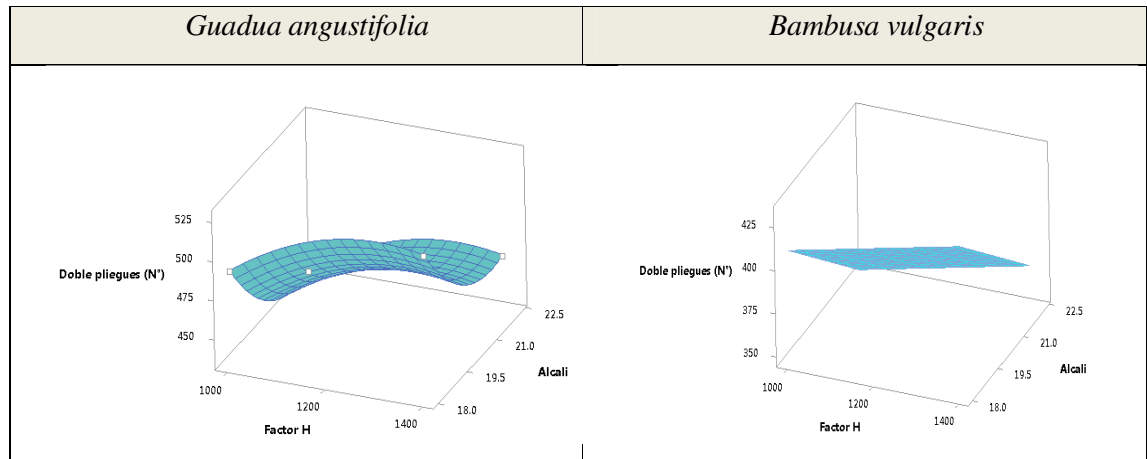 Guadua angustifolia
Bambusa vulgaris
525
500
Doble pliegues (N°)
475
450
1000
1200
1400
Factor H
18.0
19.5
21.0
22.5
Alcali
425
Doble pliegues (N°)
400
375
350
1000
1200
1400
Factor H
18.0
19.5
21.0
22.5
Alcali